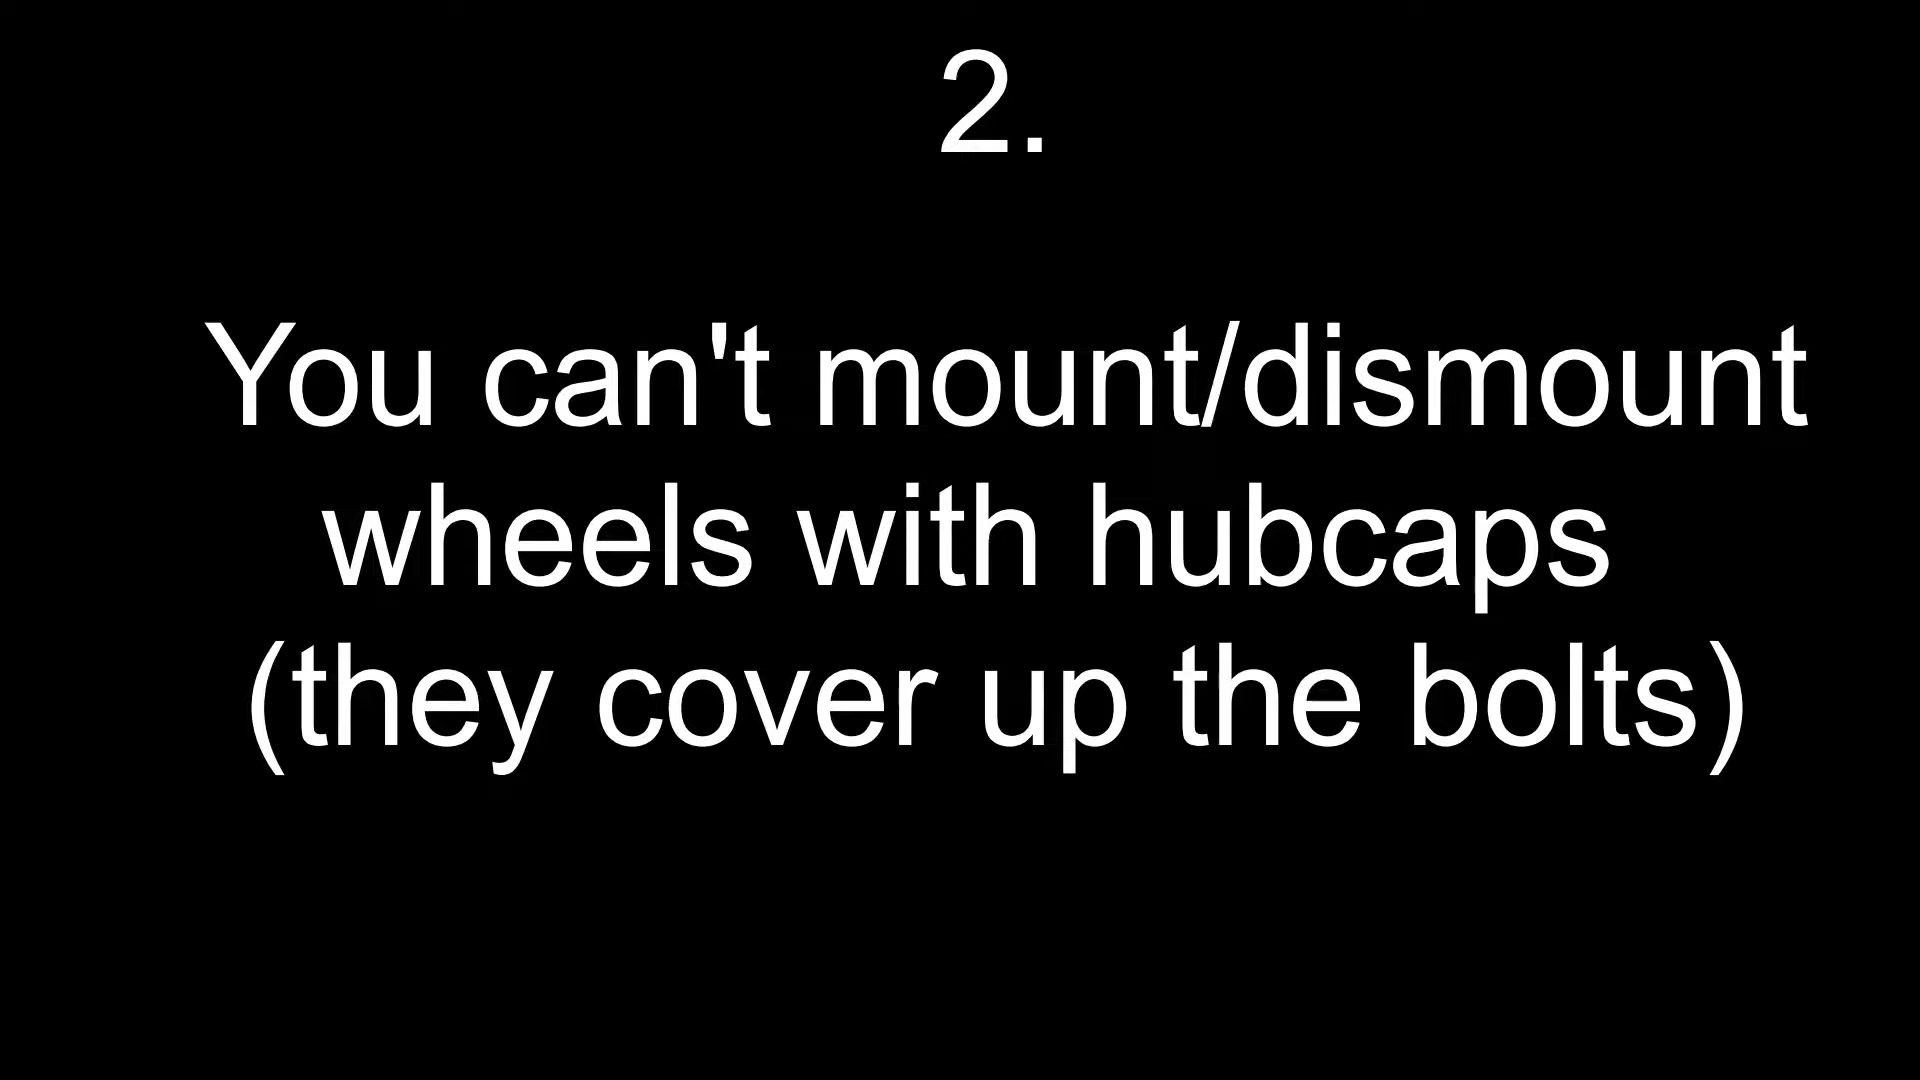 2.
You can't mount/dismount
wheels with hubcaps
(they cover up the bolts)